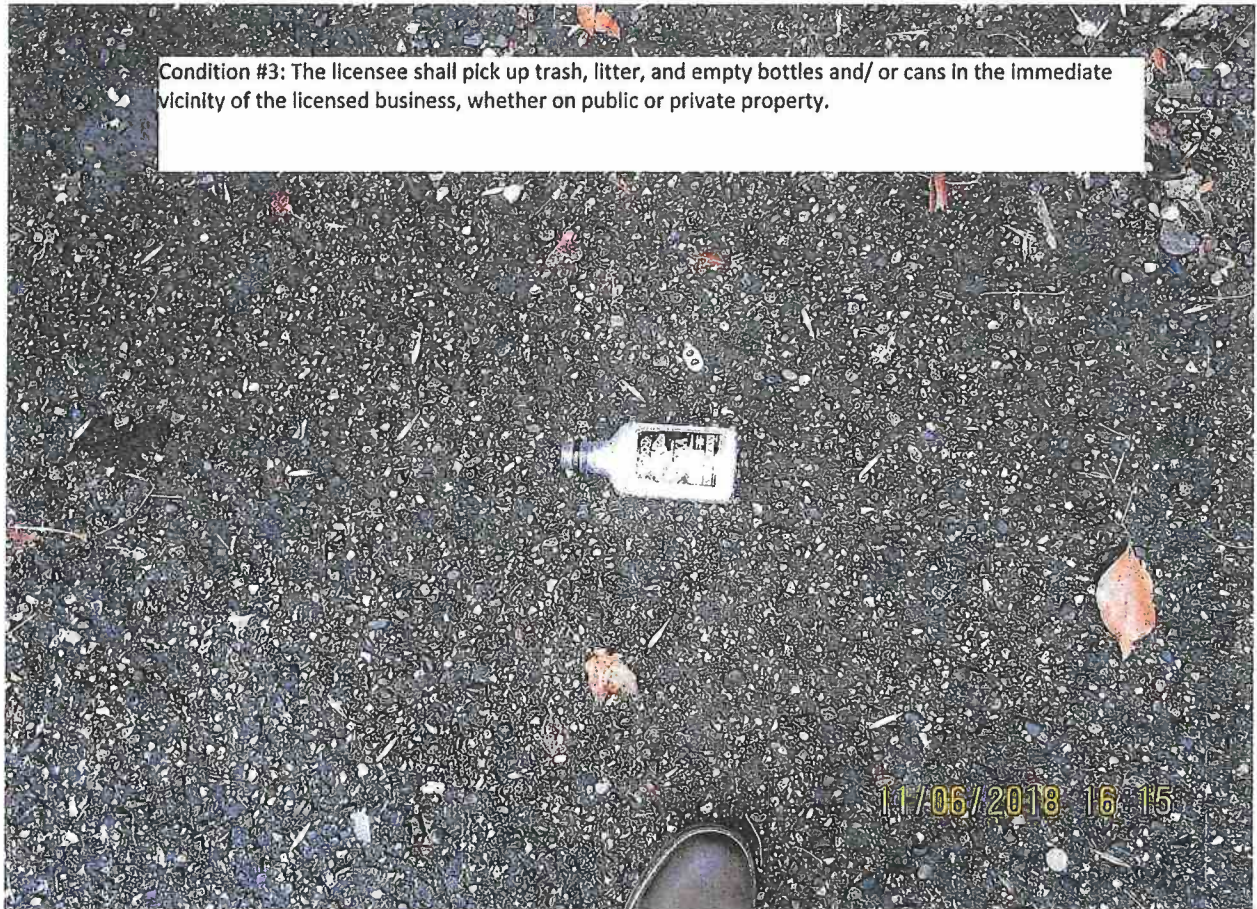 Condition #3: The licensee shall pick up trash, litter, and empty bottles and/ or cans in the immediate
vicinity of the licensed business, whether on public or private property.
11/06/2018 16 15